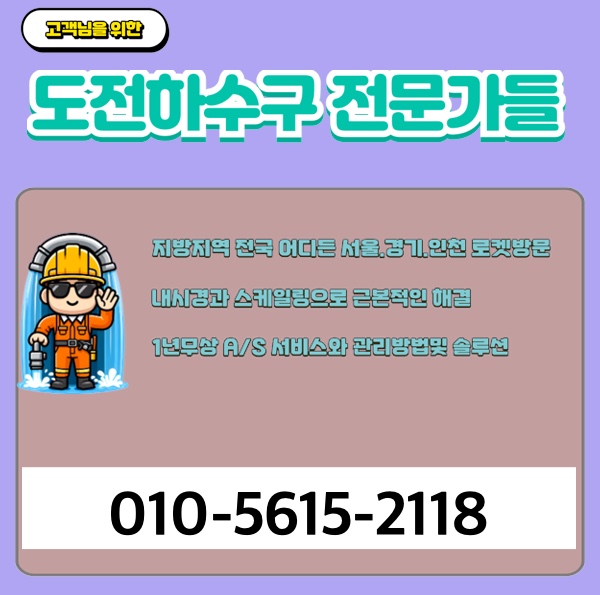 고객님을 위한
도전하수구 전문가들
지방지역 전국 어디든 서울,경기,인천 로켓방문
내시경과 스케일링으로 근본적인 해결
1년무상 A/S 서비스와 관리방법및 솔루션
010-5615-2118